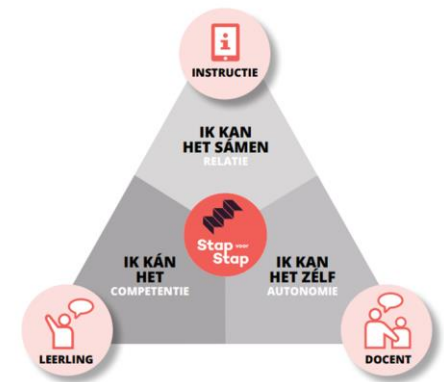 INSTRUCTIE
IK KAN
HET SÁMEN
RELATIE
Stap voor
Stap
IK KÁN
HET
COMPETENTIE
IK KAN
HET ZÉLF
AUTONOMIE
LEERLING
DOCENT